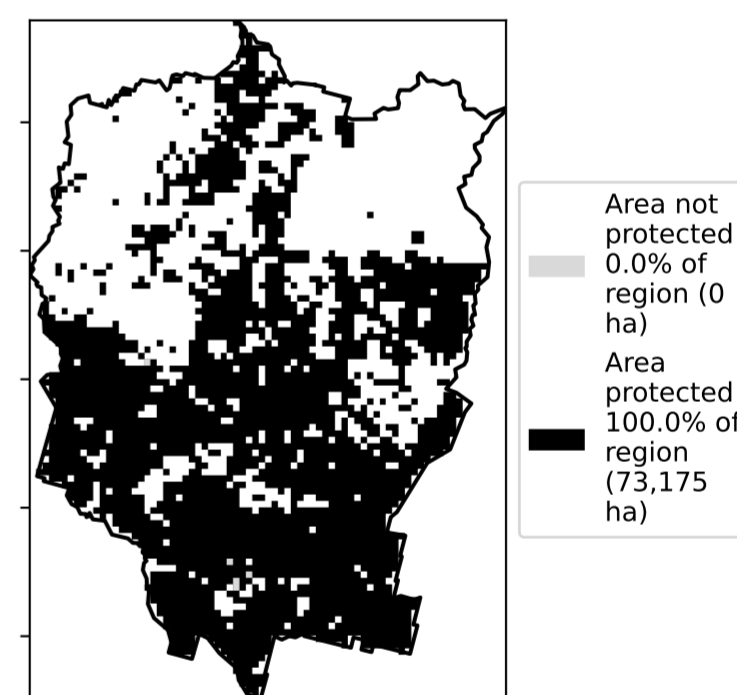 Area not
protected
0.0% of
region (0
ha)
Area
protected
100.0% of
region
(73,175
ha)